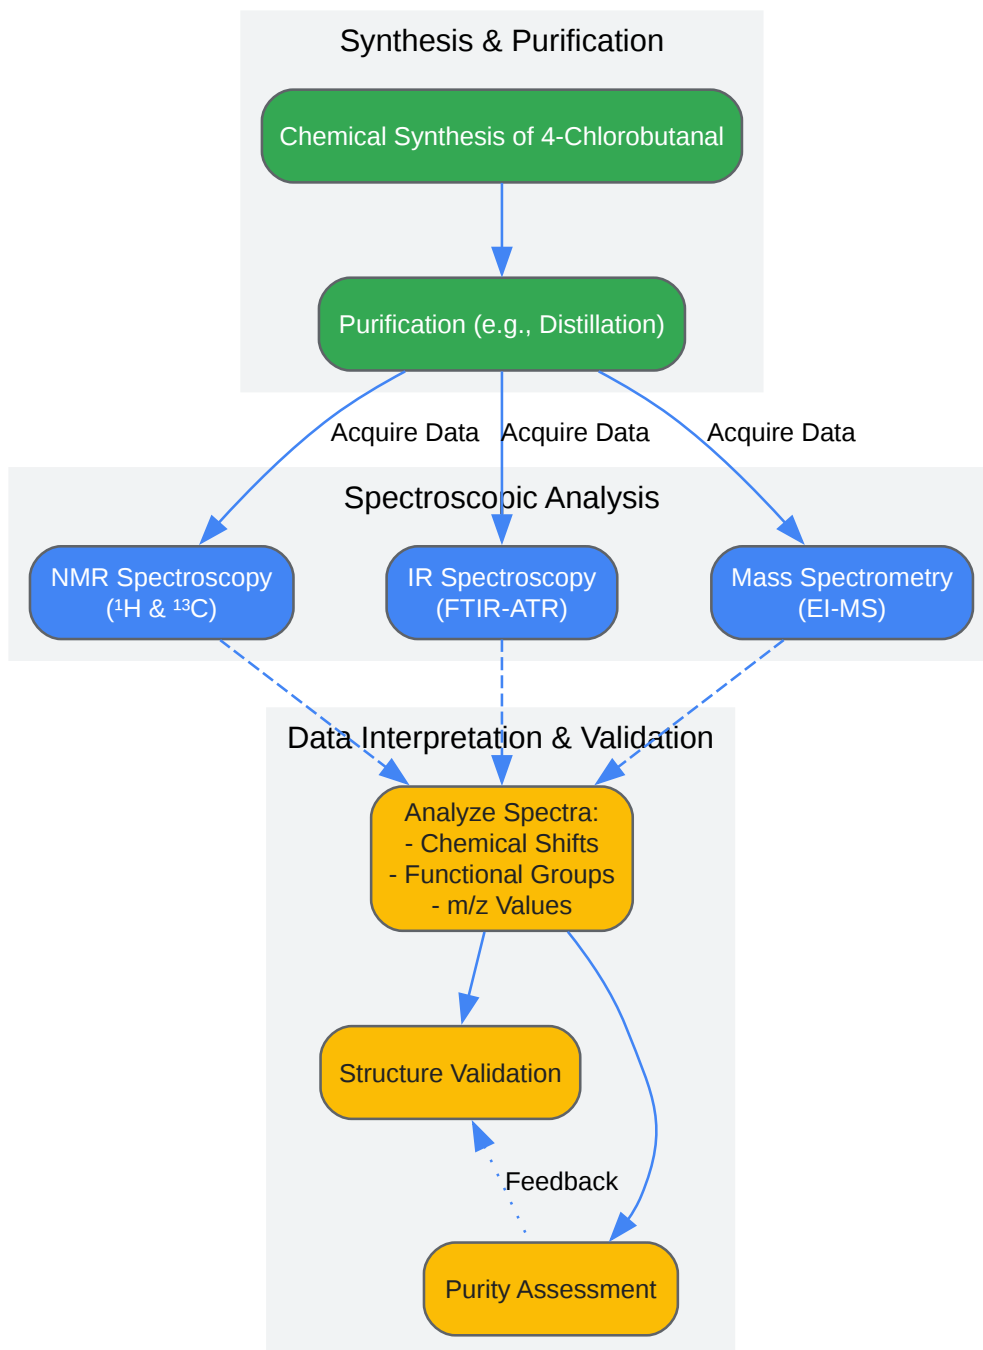 Synthesis & Purification
Chemical Synthesis of 4-Chlorobutanal
Purification (e.g., Distillation)
Acquire Data
Acquire Data
Acquire Data
Spectroscopic Analysis
NMR Spectroscopy
(¹H & ¹³C)
IR Spectroscopy
(FTIR-ATR)
Mass Spectrometry
(EI-MS)
Data Interpretation & Validation
Analyze Spectra:
- Chemical Shifts
- Functional Groups
- m/z Values
Structure Validation
Feedback
Purity Assessment